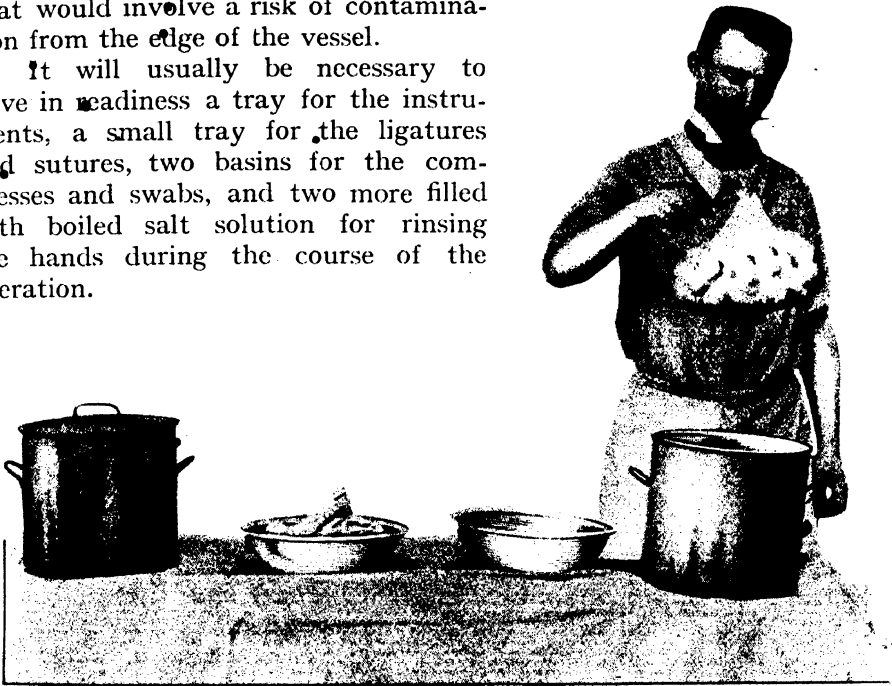 at would involve a risk of contamina-
on from the edge of the vessel.
It will usually be necessary to
ve in readiness a tray for the instru-
ents, a small tray for the ligatures
d sutures, two basins for the com-
esses and swabs, and two more filled
th boiled salt solution for rinsing
e hands during the course of the
eration.